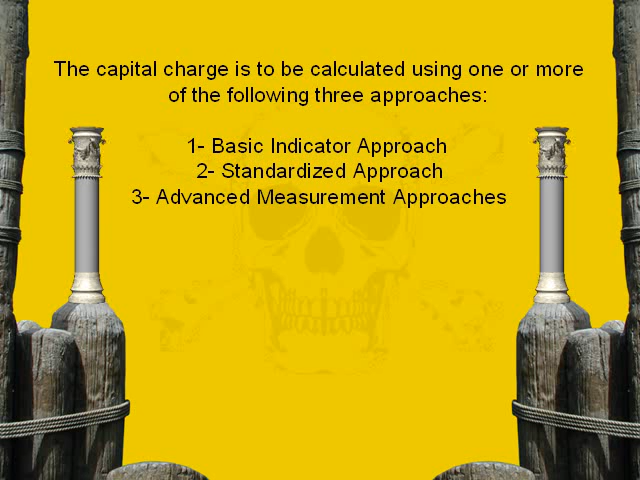 The capital charge is to be calculated using one or more
of the following three approaches:
1- Basic Indicator Approach
2- Standardized Approach
3- Advanced Measurement Approaches